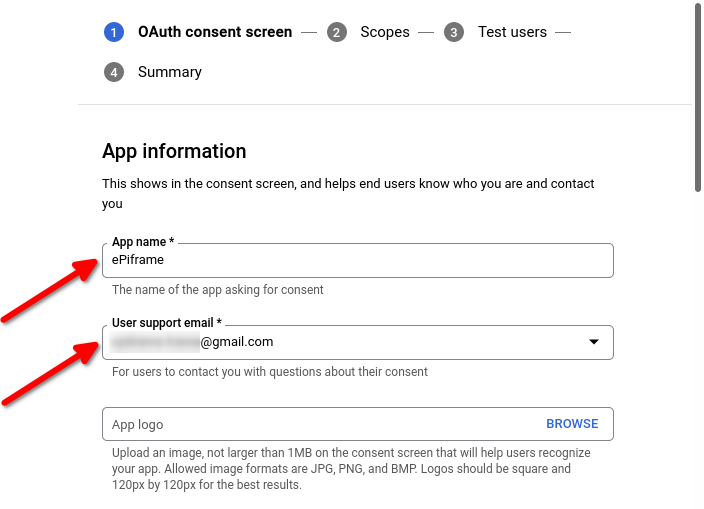 1 OAuth consent screen — 2 Scopes — 3 Test users —
4 Summary
App information
This shows in the consent screen, and helps end users know who you are and contact
you
App name *
ePiframe
The name of the app asking for consent
User support email *
@gmail.com
For users to contact you with questions about their consent
App logo BROWSE
Upload an image, not larger than 1MB on the consent screen that will help users recognize
your app. Allowed image formats are JPG, PNG, and BMP. Logos should be square and
120px by 120px for the best results.